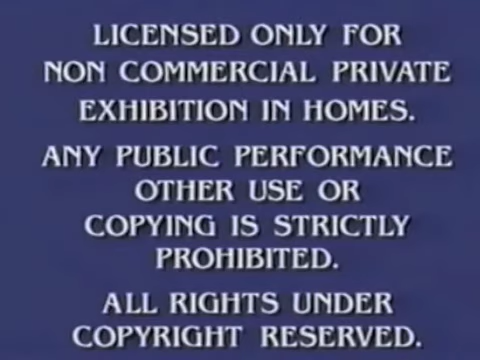 LICENSED ONLY FOR
NON COMMERCIAL PRIVATE
EXHIBITION IN HOMES.
ANY PUBLIC PERFORMANCE
OTHER USE OR
COPYING IS STRICTLY
PROHIBITED.
ALL RIGHTS UNDER
COPYRIGHT RESERVED.